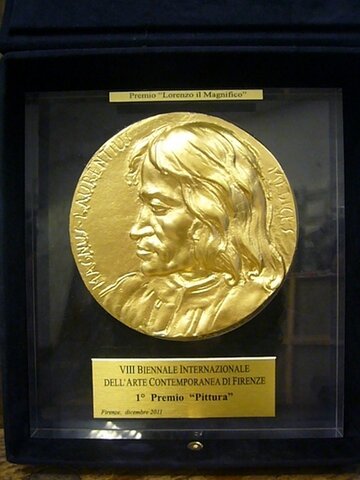 Premio "Lorenzo il Magnifico"
MAGNUS LAURENTIUS MEDICES
VIII BIENNALE INTERNAZIONALE
DELL'ARTE CONTEMPORANEA DI FIRENZE
1° Premio "Pittura"
Firenze, dicembre 2011